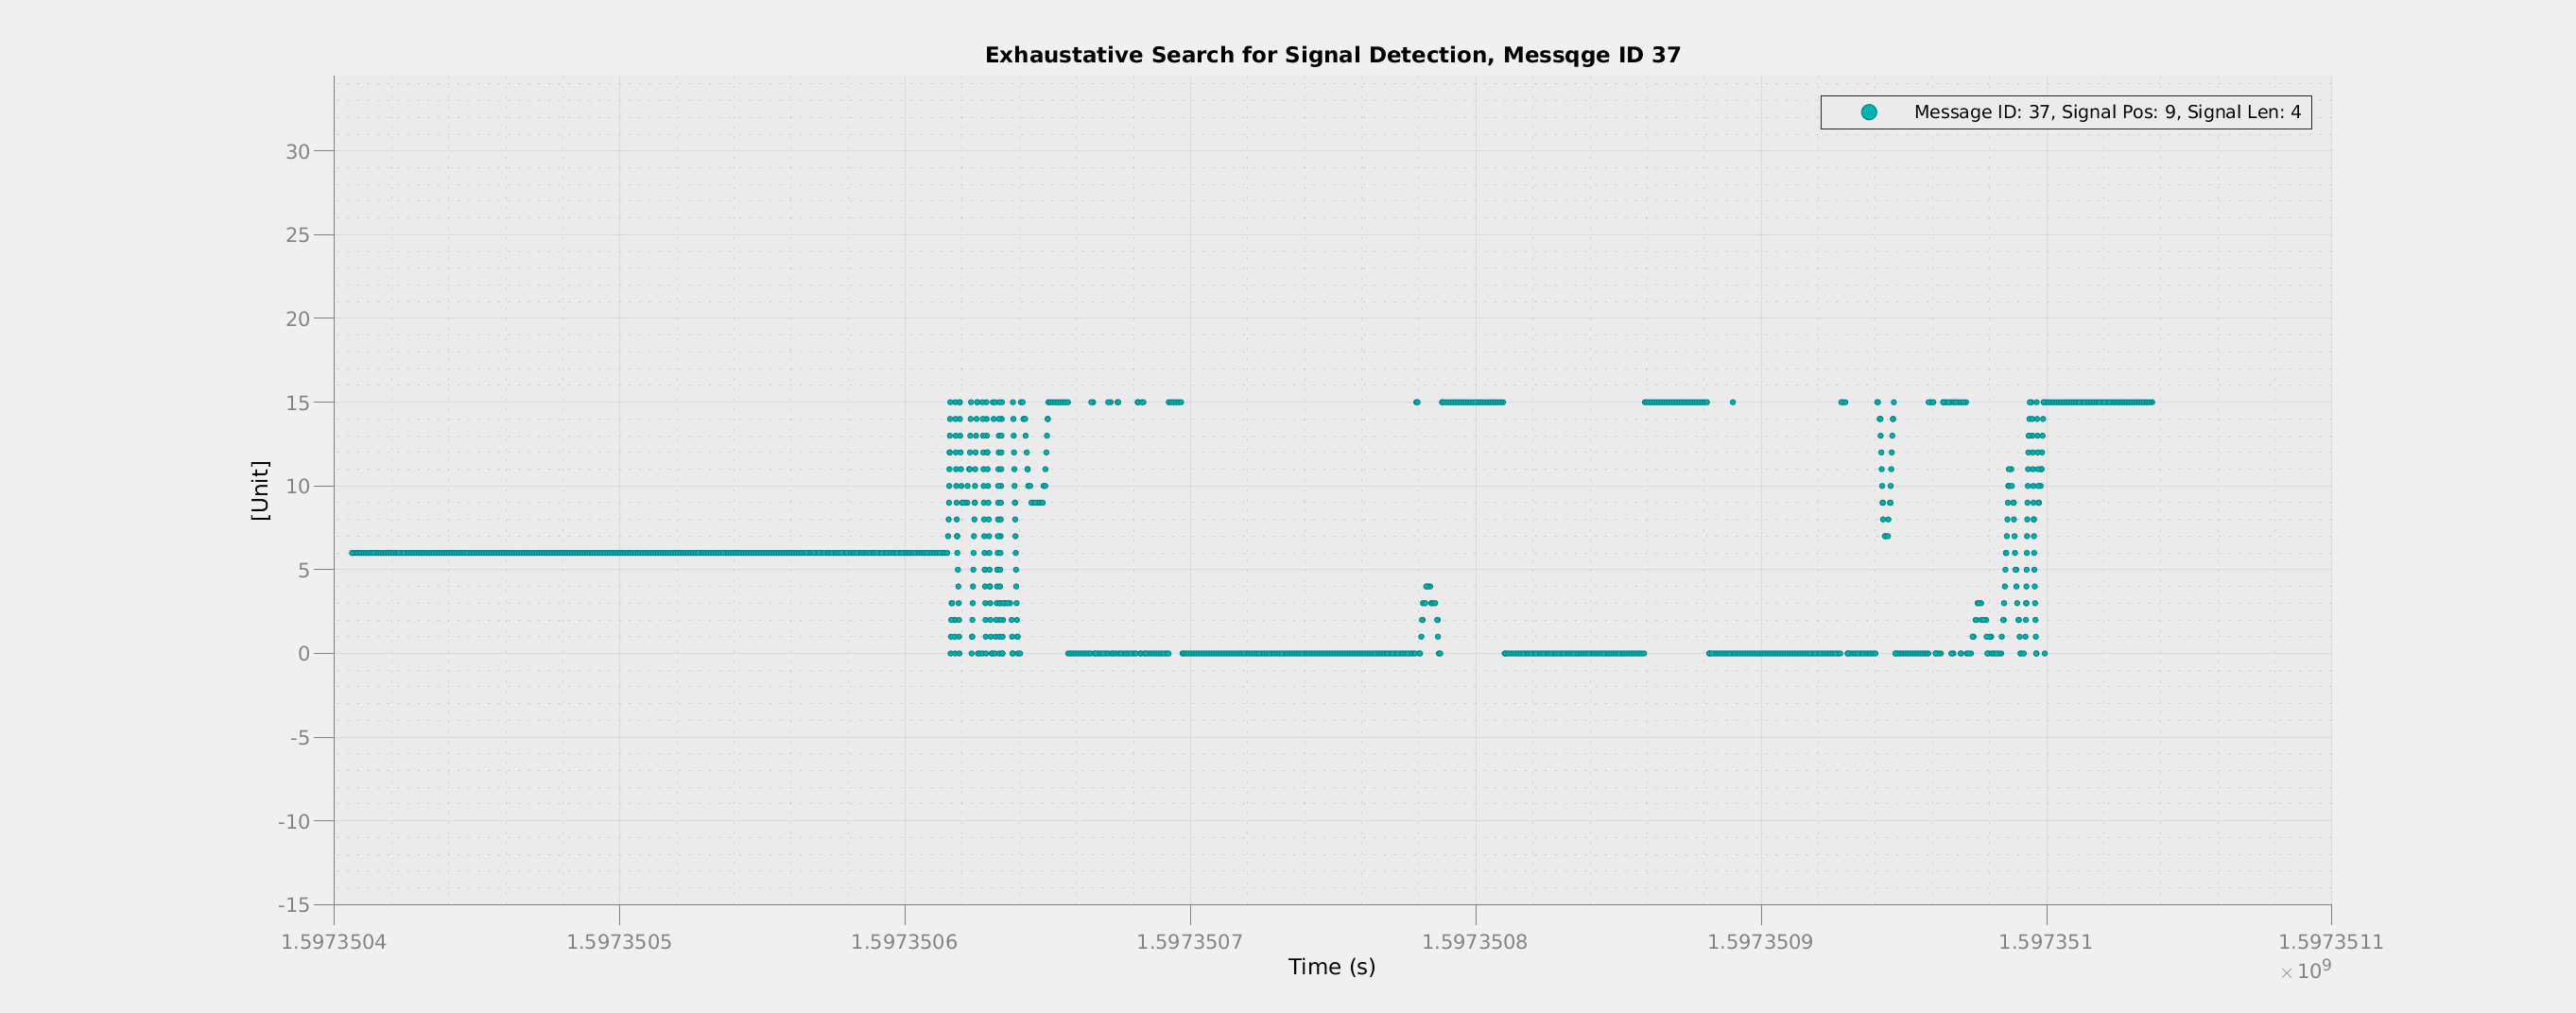 Exhaustative Search for Signal Detection, Messqge ID 37
Message ID: 37, Signal Pos: 9, Signal Len: 4
30
25
20
15
10
5
0
-5
-10
-15
[Unit]
1.5973504 1.5973505 1.5973506 1.5973507 1.5973508 1.5973509 1.597351 1.5973511
Time (s)
× 10⁹